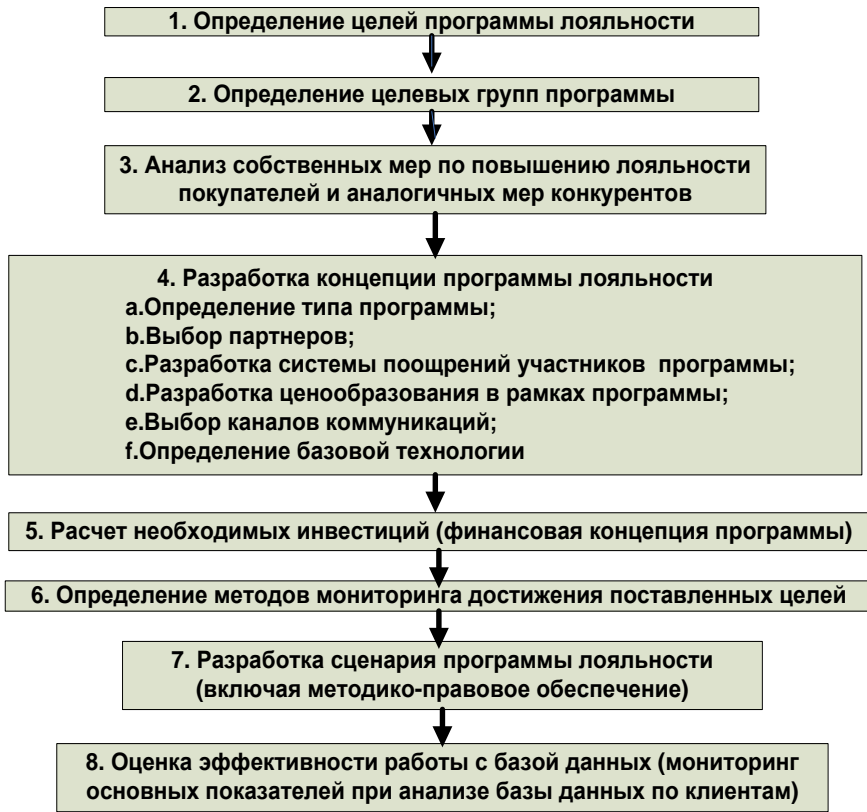 1. Определение целей программы лояльности
2. Определение целевых групп программы
3. Анализ собственных мер по повышению лояльности
покупателей и аналогичных мер конкурентов
4. Разработка концепции программы лояльности
a.Определение типа программы;
b.Выбор партнеров;
c.Разработка системы поощрений участников программы;
d.Разработка ценообразования в рамках программы;
e.Выбор каналов коммуникаций;
f.Определение базовой технологии
5. Расчет необходимых инвестиций (финансовая концепция программы)
6. Определение методов мониторинга достижения поставленных целей
7. Разработка сценария программы лояльности
(включая методико-правовое обеспечение)
8. Оценка эффективности работы с базой данных (мониторинг
основных показателей при анализе базы данных по клиентам)